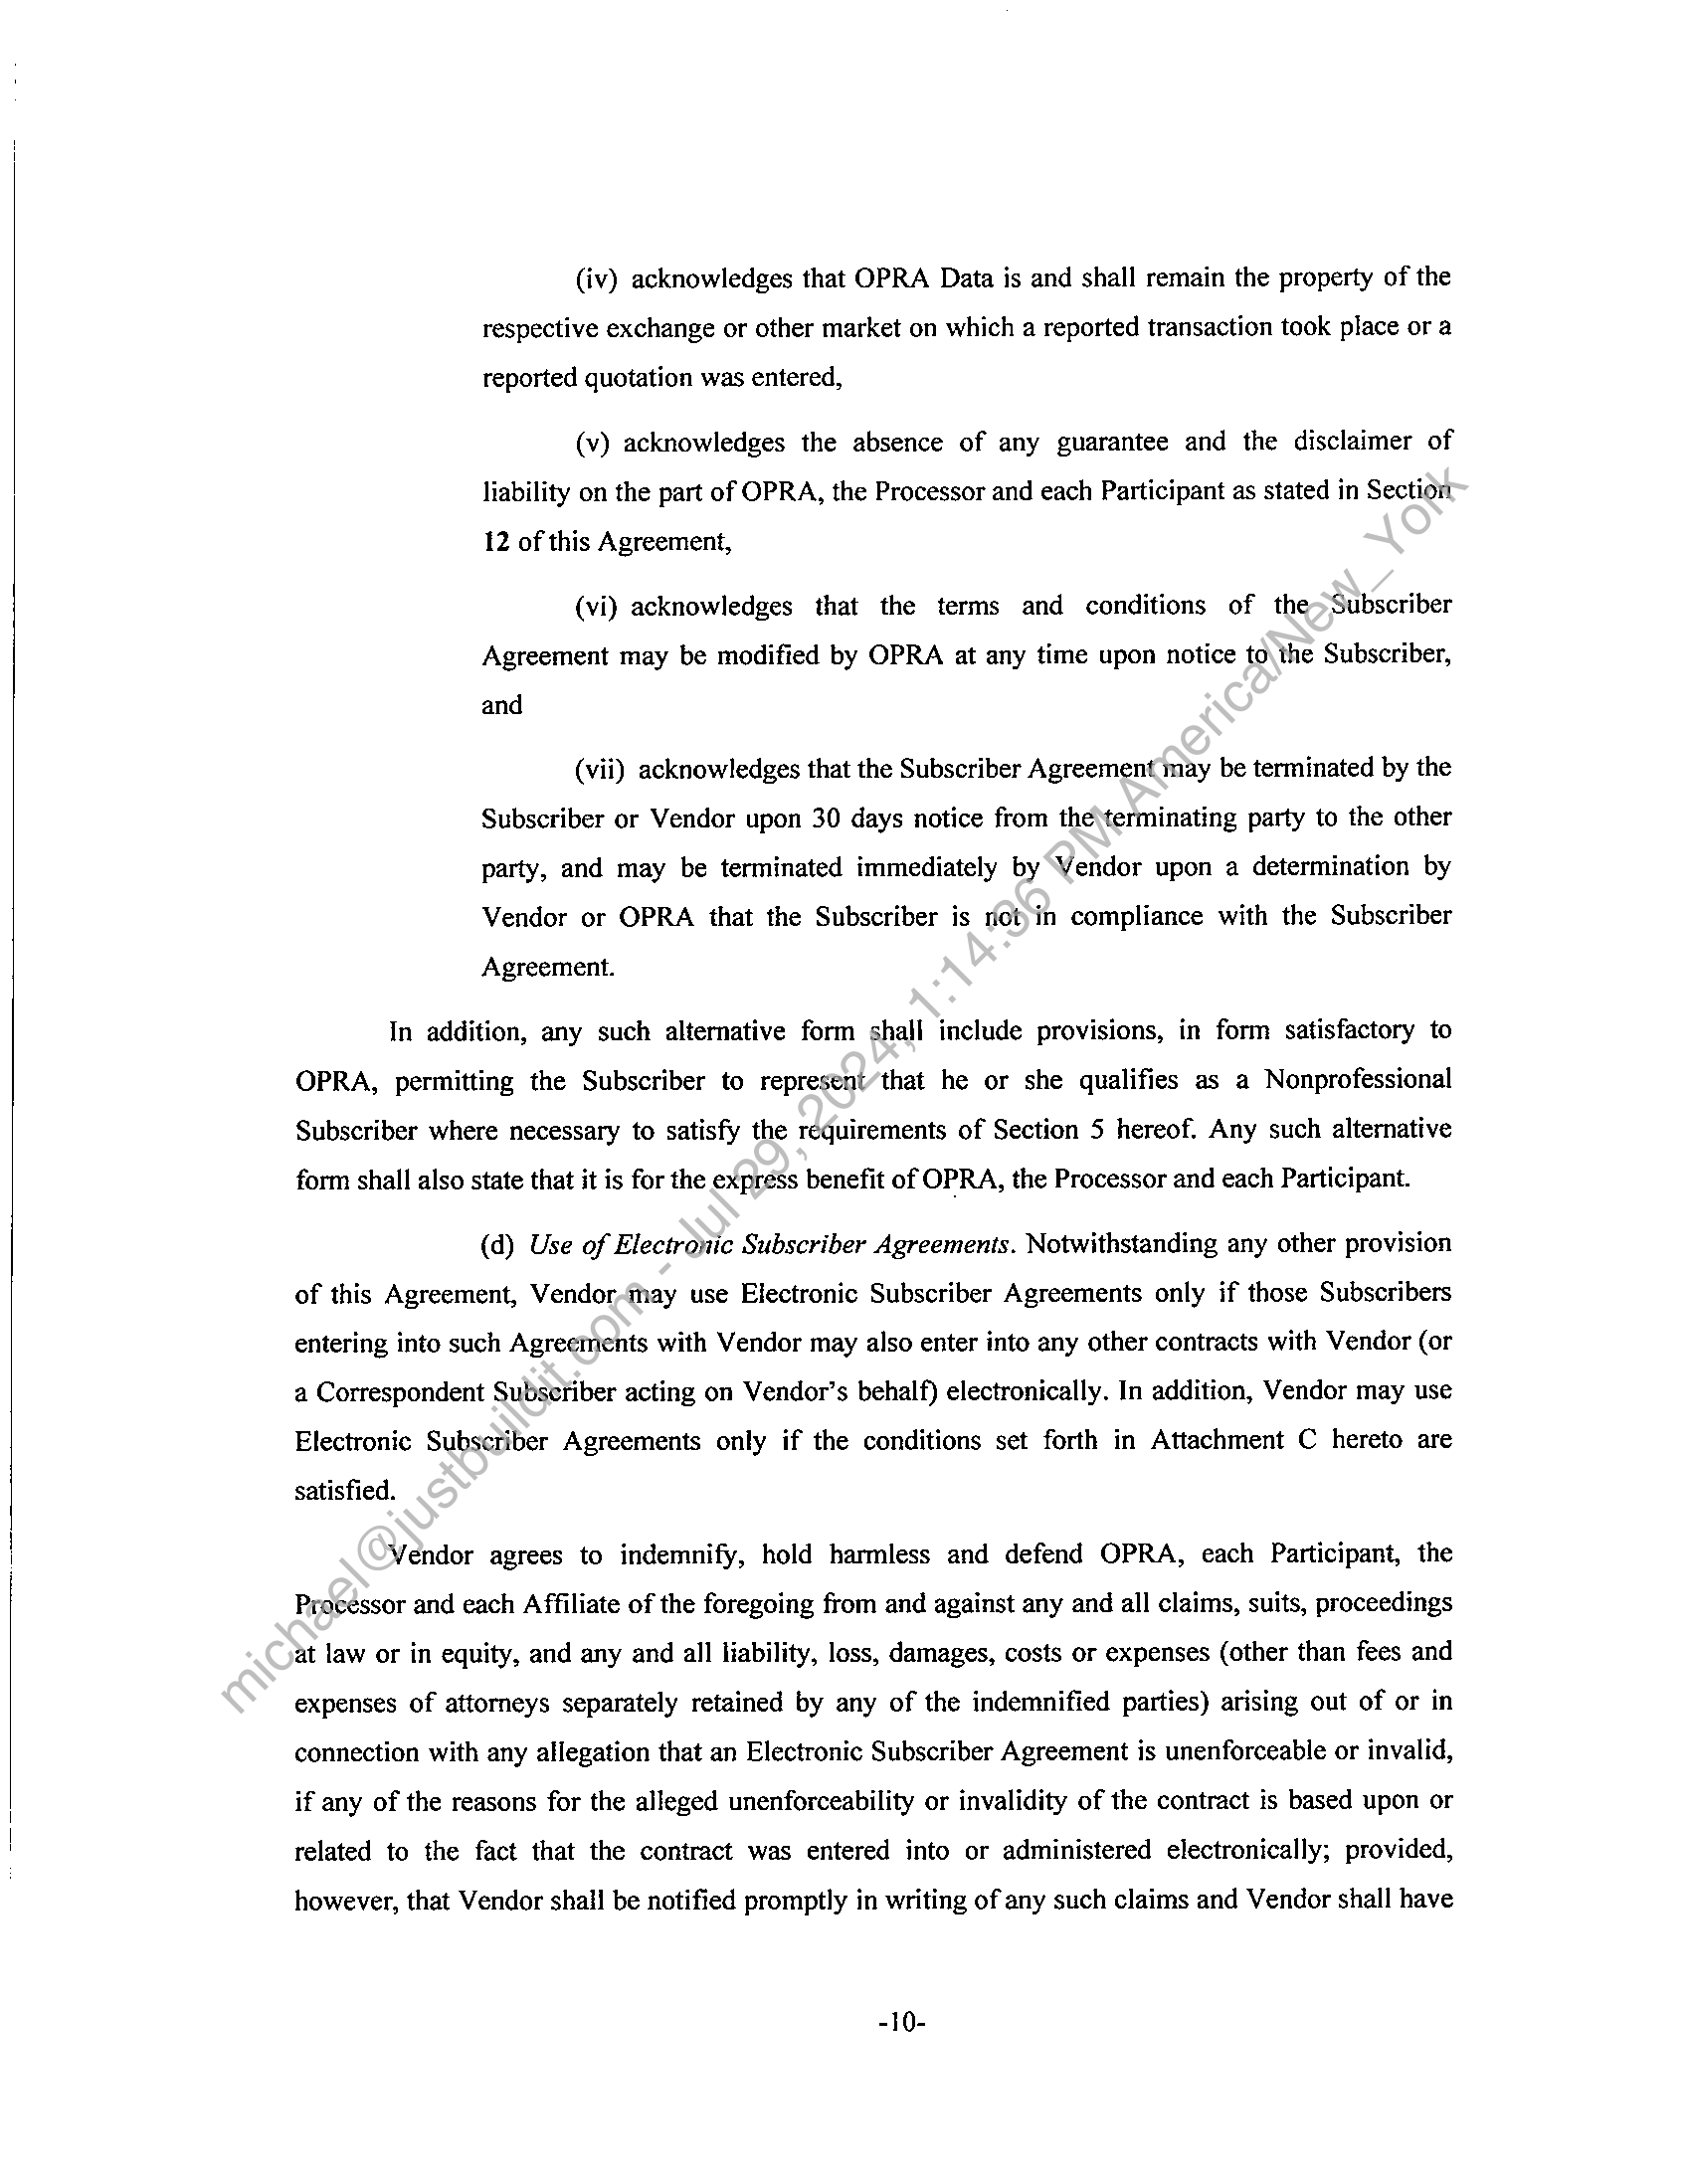 (iv) acknowledges that OPRA Data is and shall remain the property of the
respective exchange or other market on which a reported transaction took place or a
reported quotation was entered,
(v) acknowledges the absence of any guarantee and the disclaimer of
liability on the part of OPRA, the Processor and each Participant as stated in Section
12 of this Agreement,
(vi) acknowledges that the terms and conditions of the Subscriber
Agreement may be modified by OPRA at any time upon notice to the Subscriber,
and
(vii) acknowledges that the Subscriber Agreement may be terminated by the
Subscriber or Vendor upon 30 days notice from the terminating party to the other
party, and may be terminated immediately by Vendor upon a determination by
Vendor or OPRA that the Subscriber is not in compliance with the Subscriber
Agreement.
In addition, any such alternative form shall include provisions, in form satisfactory to
OPRA, permitting the Subscriber to represent that he or she qualifies as a Nonprofessional
Subscriber where necessary to satisfy the requirements of Section 5 hereof. Any such alternative
form shall also state that it is for the express benefit of OPRA, the Processor and each Participant.
(d) Use of Electronic Subscriber Agreements. Notwithstanding any other provision
of this Agreement, Vendor may use Electronic Subscriber Agreements only if those Subscribers
entering into such Agreements with Vendor may also enter into any other contracts with Vendor (or
a Correspondent Subscriber acting on Vendor's behalf) electronically. In addition, Vendor may use
Electronic Subscriber Agreements only if the conditions set forth in Attachment C hereto are
satisfied.
Vendor agrees to indemnify, hold harmless and defend OPRA, each Participant, the
Processor and each Affiliate of the foregoing from and against any and all claims, suits, proceedings
at law or in equity, and any and all liability, loss, damages, costs or expenses (other than fees and
expenses of attorneys separately retained by any of the indemnified parties) arising out of or in
connection with any allegation that an Electronic Subscriber Agreement is unenforceable or invalid,
if any of the reasons for the alleged unenforceability or invalidity of the contract is based upon or
related to the fact that the contract was entered into or administered electronically; provided,
however, that Vendor shall be notified promptly in writing of any such claims and Vendor shall have
-10-
michael@justbuildit.com - Jul 29, 2024, 1:14:36 PM America/New_York